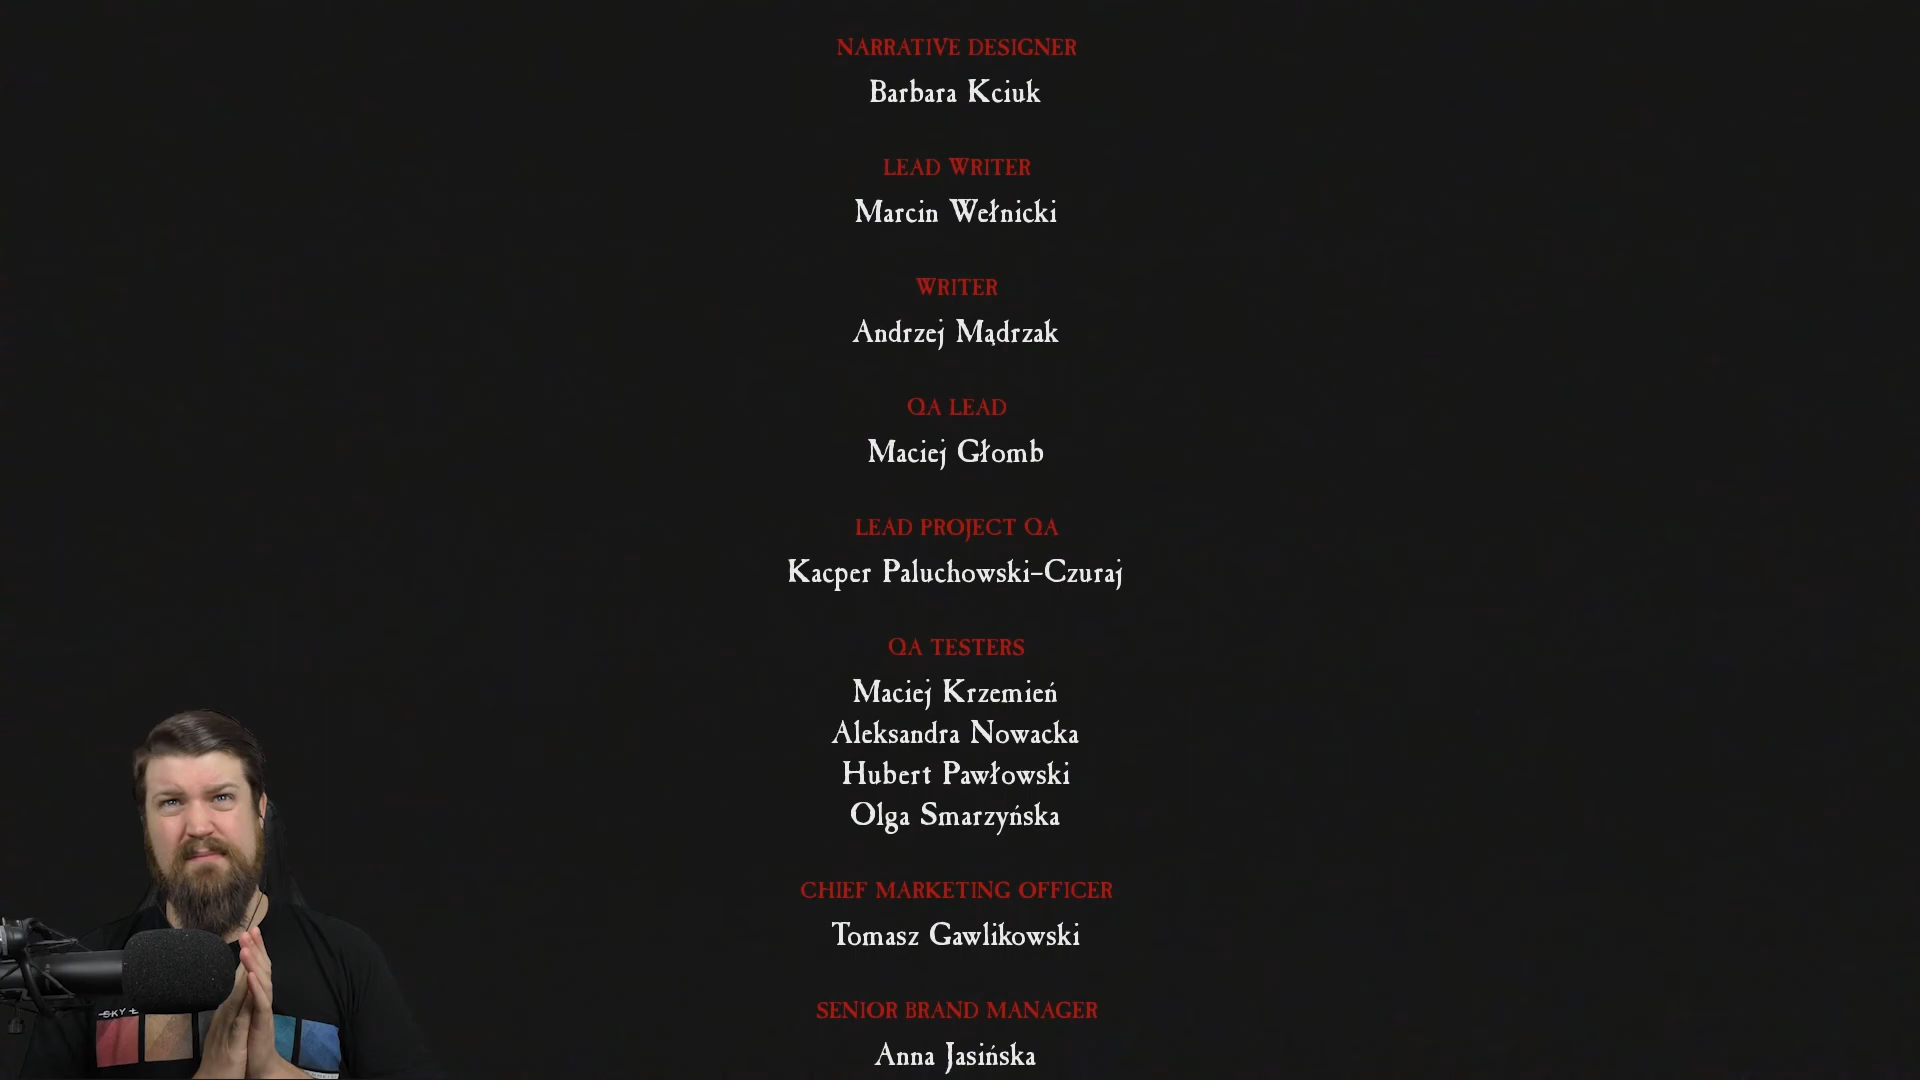 NARRATIVE DESIGNER
Barbara Kciuk
LEAD WRITER
Marcin Wełnicki
WRITER
Andrzej Mądrzak
QA LEAD
Maciej Głomb
LEAD PROJECT QA
Kacper Paluchowski-Czuraj
QA TESTERS
Maciej Krzemień
Aleksandra Nowacka
Hubert Pawłowski
Olga Smarzyńska
CHIEF MARKETING OFFICER
Tomasz Gawlikowski
SENIOR BRAND MANAGER
Anna Jasińska